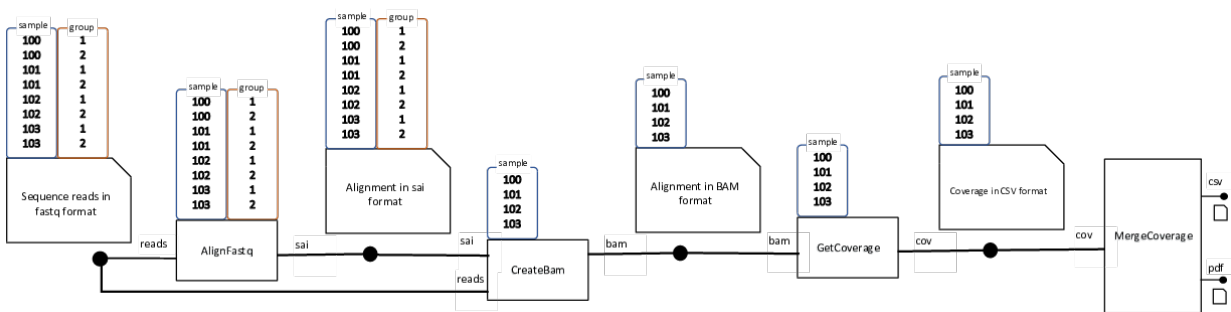 sample group
100 1
100 2
101 1
101 2
102 1
102 2
103 1
103 2
Sequence reads in
fastq format
sample group
100 1
100 2
101 1
101 2
102 1
102 2
103 1
103 2
reads
AlignFastq
sai
sample group
100 1
100 2
101 1
101 2
102 1
102 2
103 1
103 2
Alignment in sai
format
sample
100
101
102
103
sai
reads
CreateBam
bam
sample
100
101
102
103
Alignment in BAM
format
sample
100
101
102
103
bam
GetCoverage
cov
sample
100
101
102
103
Coverage in CSV format
cov
MergeCoverage
csv
pdf